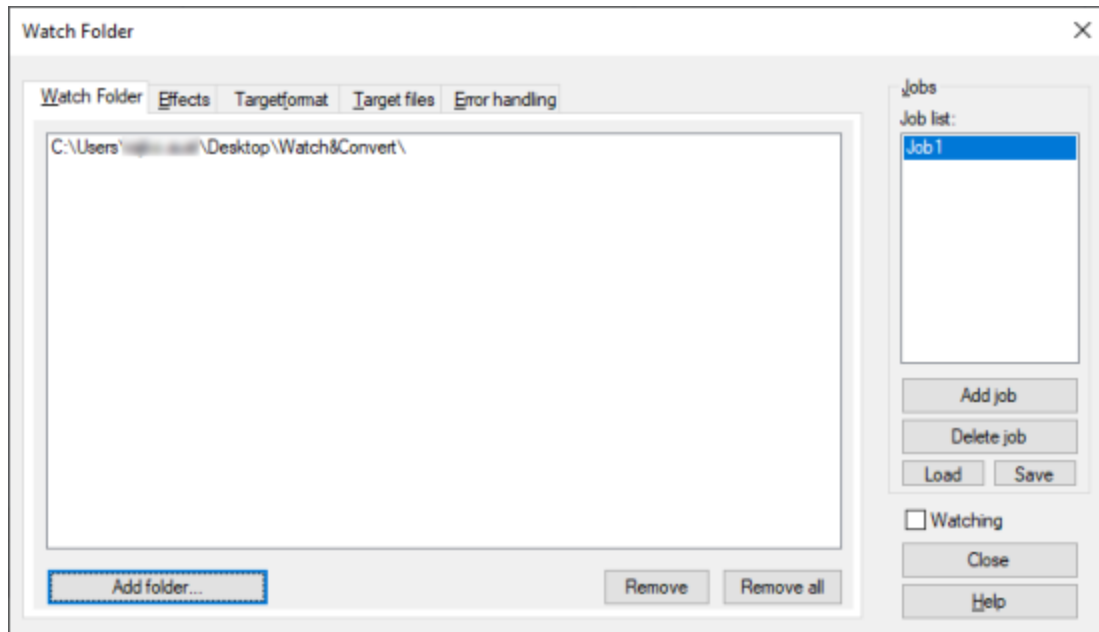 Watch Folder
Watch Folder Effects Targetformat Target files Error handling
C:\Users\ \Desktop\Watch&Convert\
Add folder... Remove Remove all
Jobs
Job list:
Job1
Add job
Delete job
Load Save
Watching
Close
Help